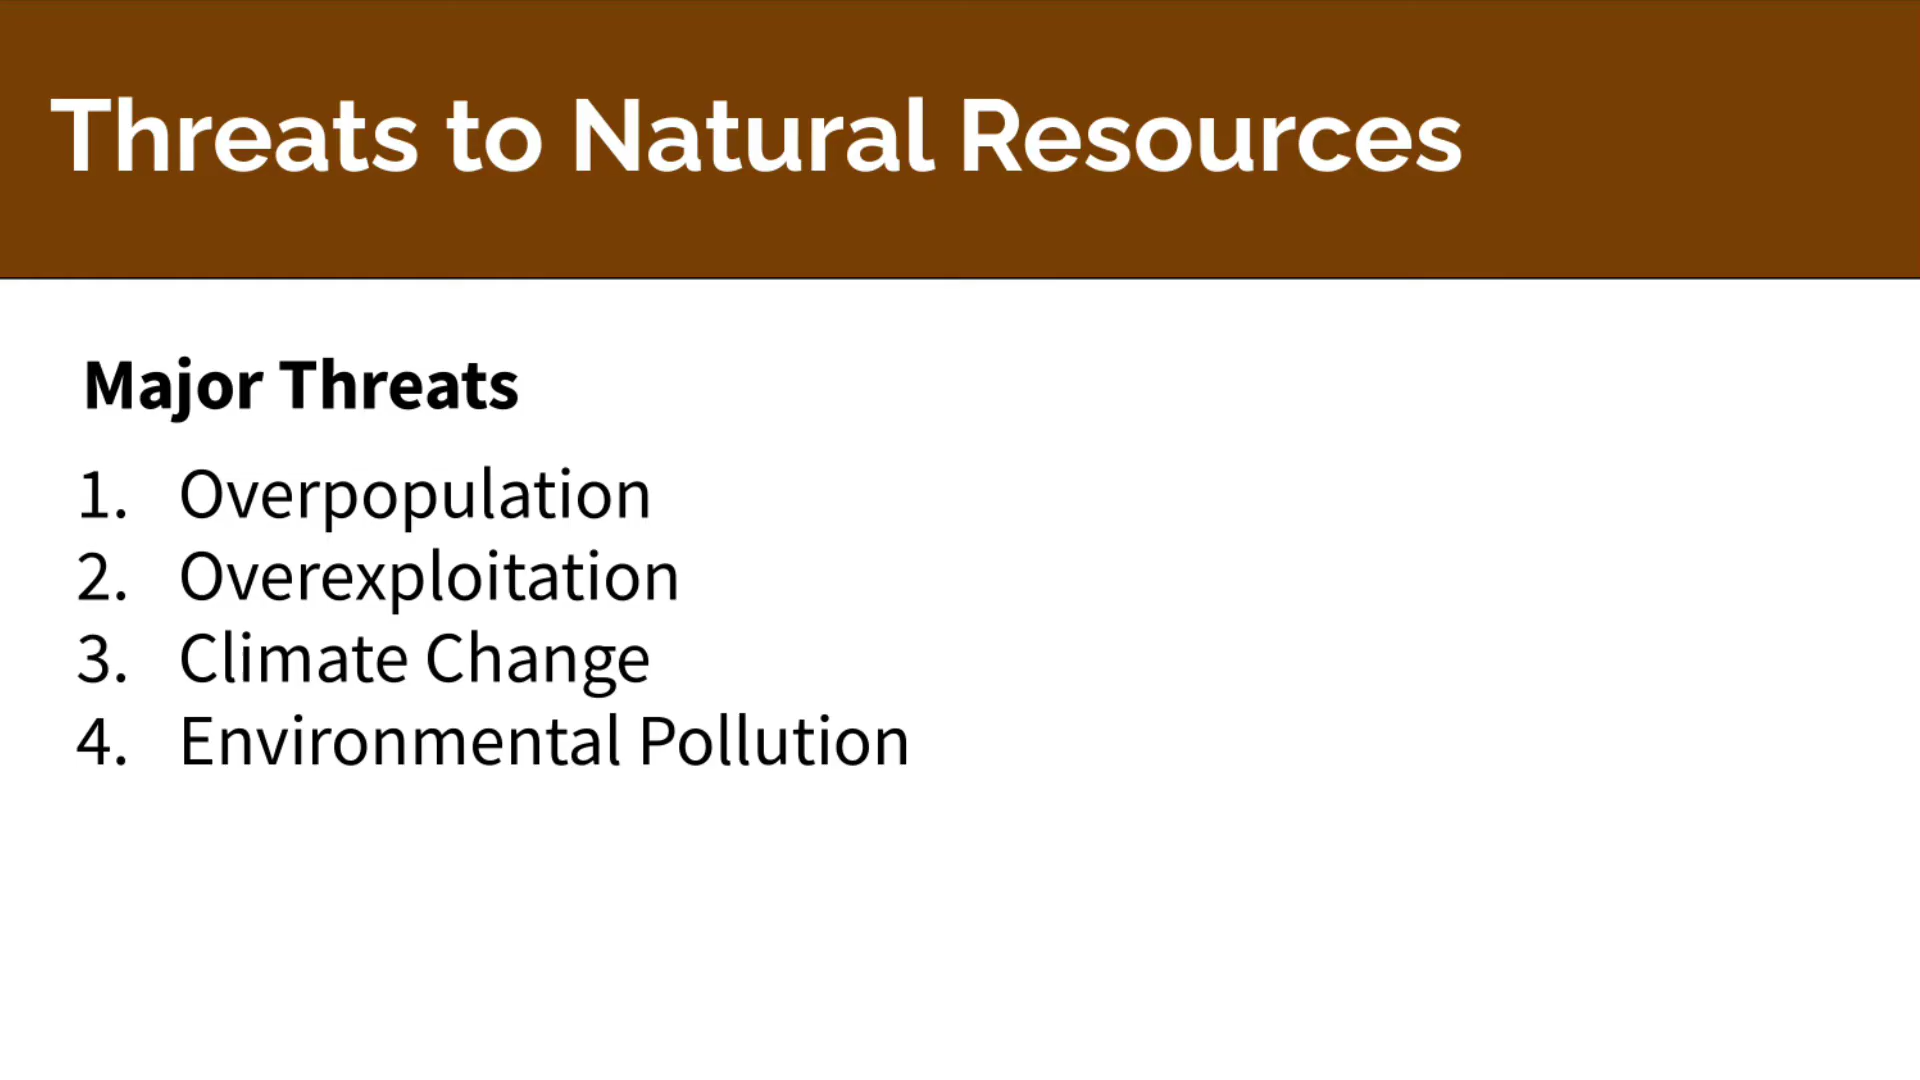 Threats to Natural Resources
Major Threats
1. Overpopulation
2. Overexploitation
3. Climate Change
4. Environmental Pollution